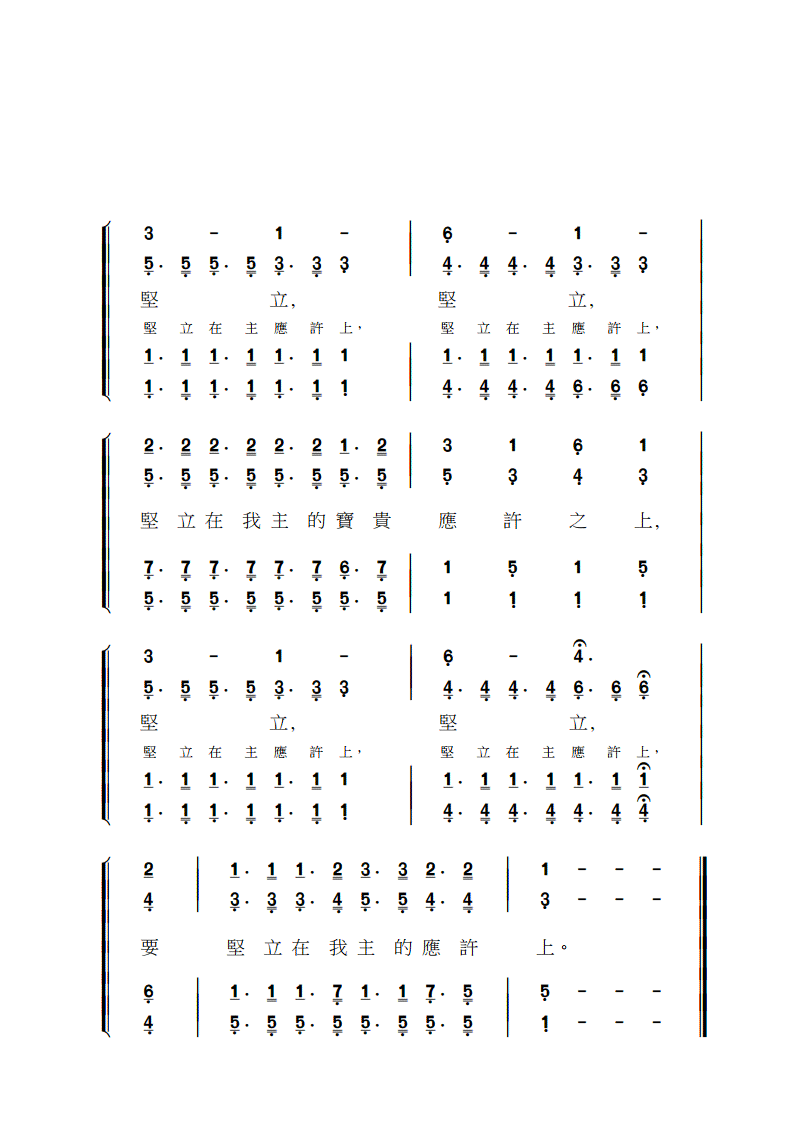 3 - 1 - 6 - 1 -
5. 5 5. 5 3. 3 3 4. 4 4. 4 3. 3 3
堅 立, 堅 立,
堅 立 在 主 應 許 上, 堅 立 在 主 應 許 上,
1. 1 1. 1 1. 1 1 1. 1 1. 1 1. 1 1
1. 1 1. 1 1. 1 1 4. 4 4. 4 6. 6 6
2. 2 2. 2 2. 2 1. 2 3 1 6 1
5. 5 5. 5 5. 5 5. 5 5 3 4 3
堅 立 在 我 主 的 寶 貴 應 許 之 上,
7. 7 7. 7 7. 7 6. 7 1 5 1 5
5. 5 5. 5 5. 5 5. 5 1 1 1 1
3 - 1 - 6 - 4.
5. 5 5. 5 3. 3 3 4. 4 4. 4 6. 6 6
堅 立, 堅 立,
堅 立 在 主 應 許 上, 堅 立 在 主 應 許 上,
1. 1 1. 1 1. 1 1 1. 1 1. 1 1. 1 1
1. 1 1. 1 1. 1 1 4. 4 4. 4 4. 4 4
2 1. 1 1. 2 3. 3 2. 2 1 - - -
4 3. 3 3. 4 5. 5 4. 4 3 - - -
要 堅 立 在 我 主 的 應 許 上。
6 1. 1 1. 7 1. 1 7. 5 5 - - -
4 5. 5 5. 5 5. 5 5. 5 1 - - -